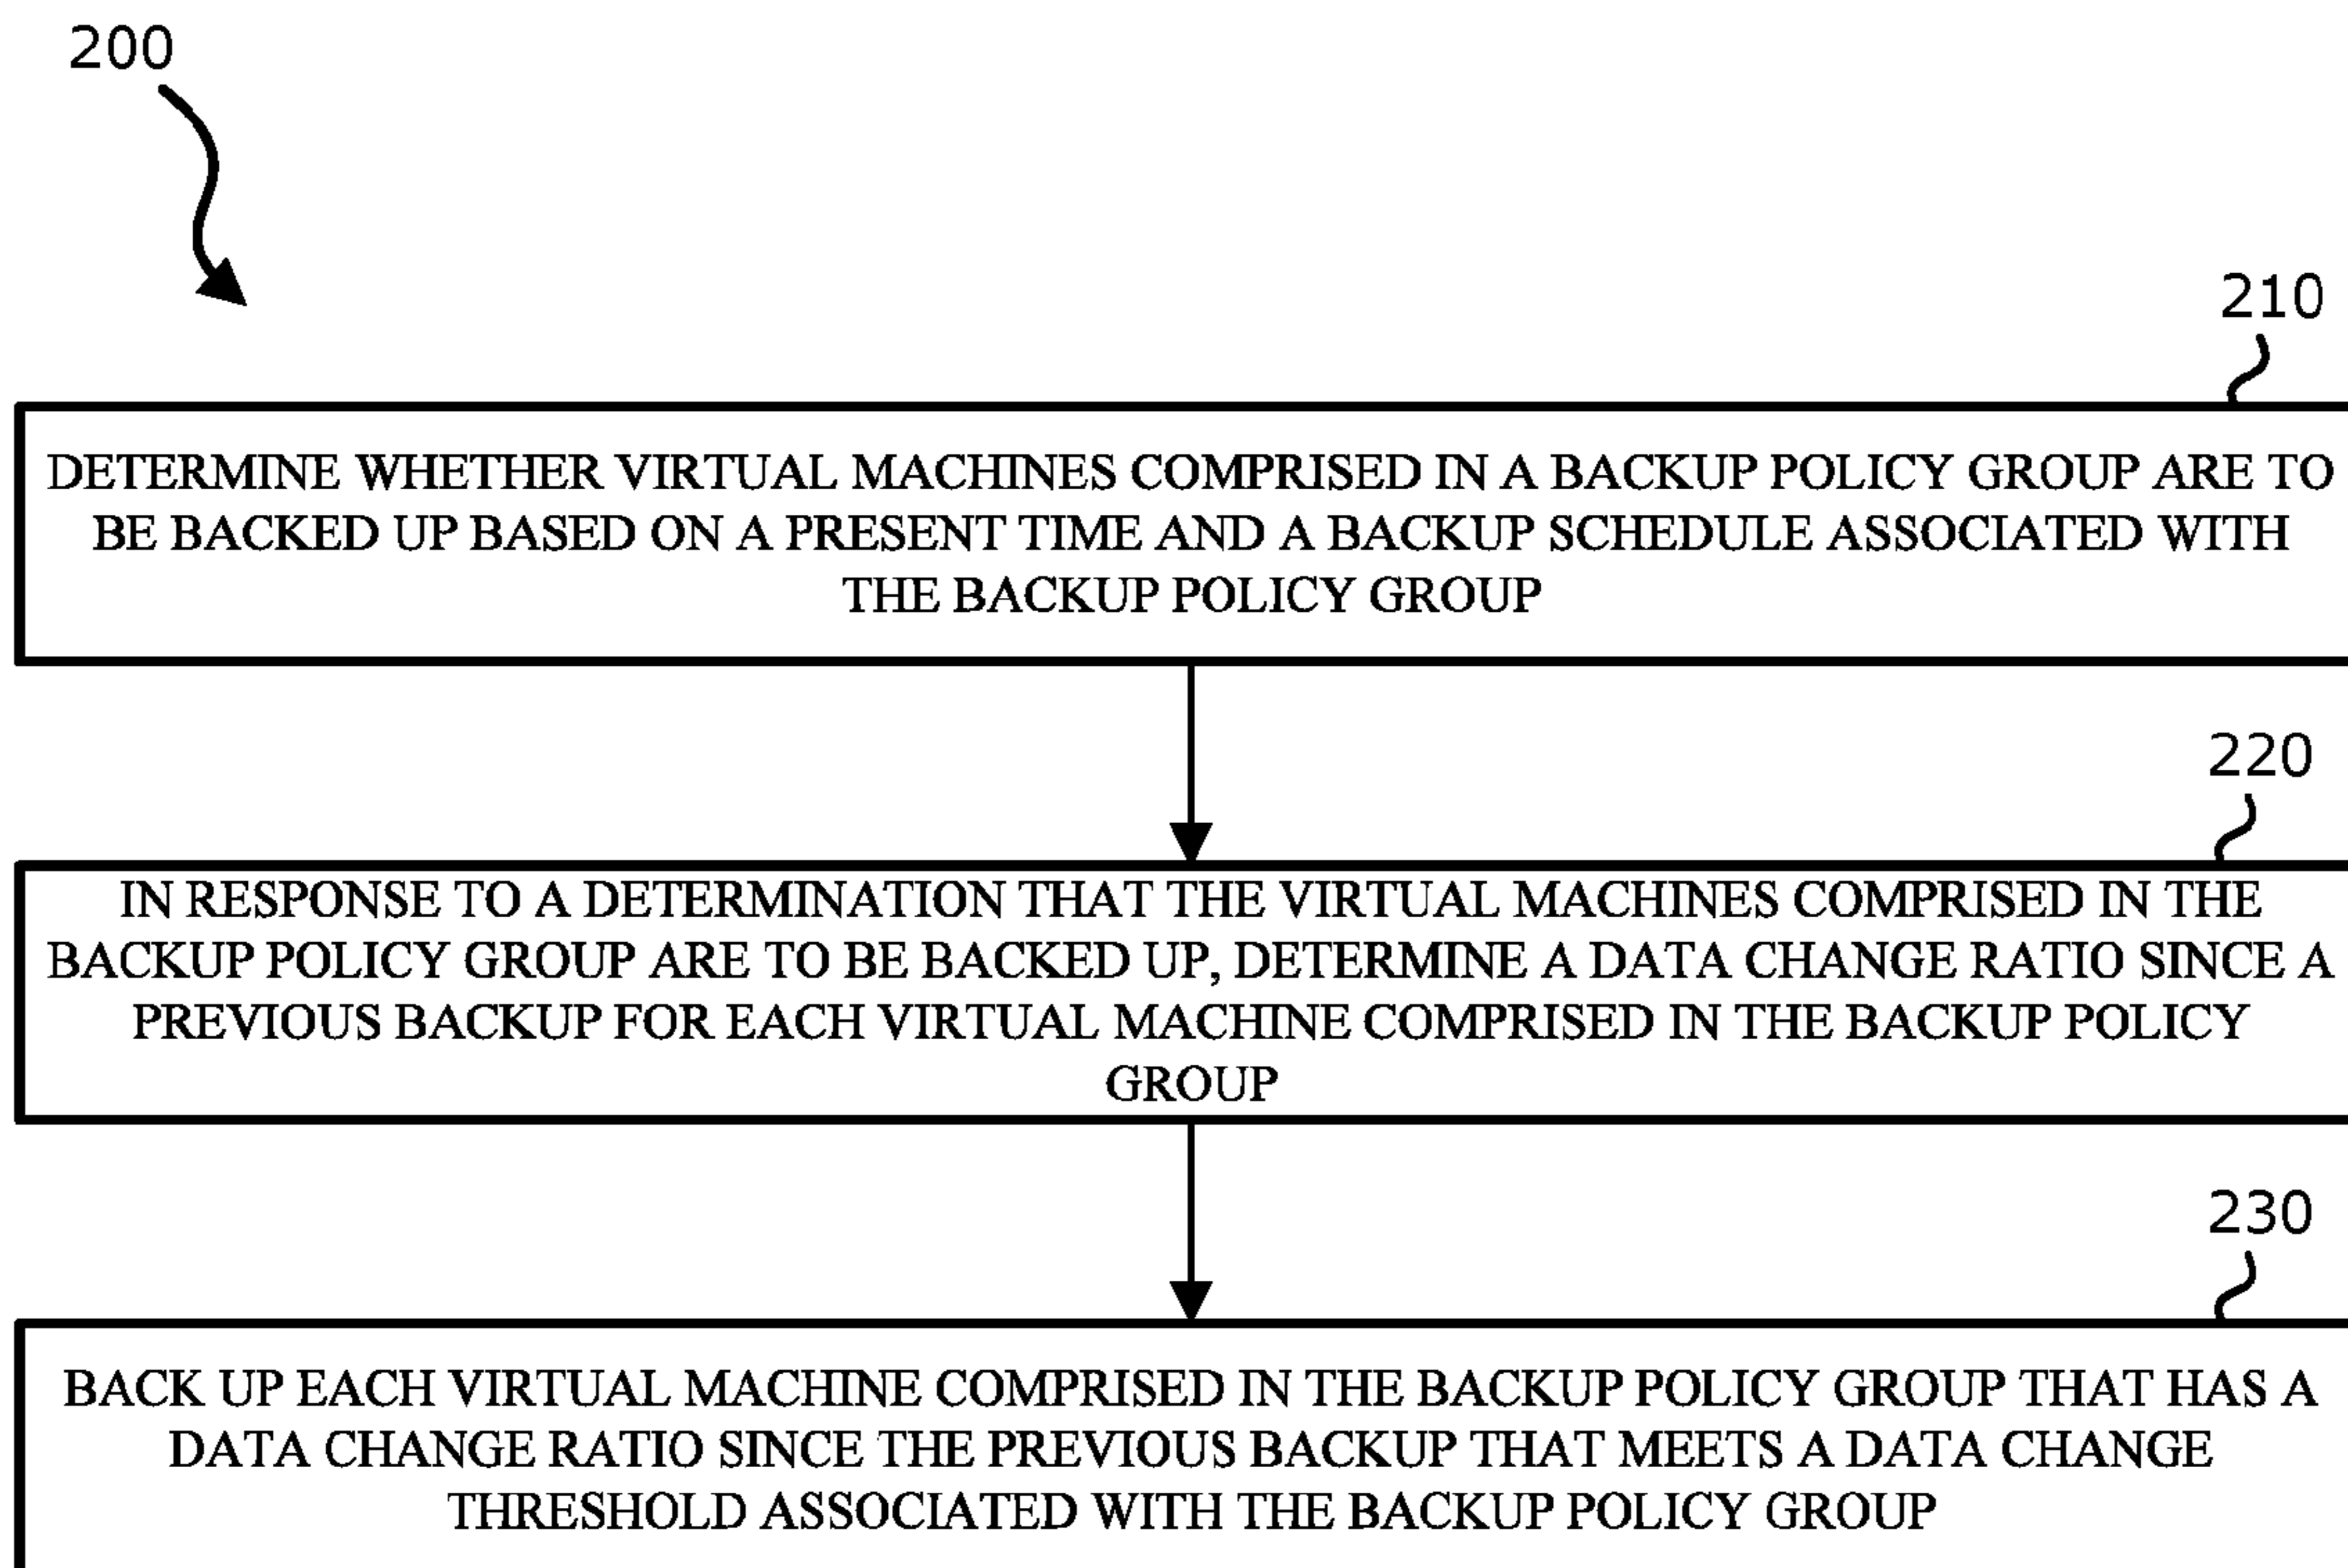 200
210
DETERMINE WHETHER VIRTUAL MACHINES COMPRISED IN A BACKUP POLICY GROUP ARE TO
BE BACKED UP BASED ON A PRESENT TIME AND A BACKUP SCHEDULE ASSOCIATED WITH
THE BACKUP POLICY GROUP
220
IN RESPONSE TO A DETERMINATION THAT THE VIRTUAL MACHINES COMPRISED IN THE
BACKUP POLICY GROUP ARE TO BE BACKED UP, DETERMINE A DATA CHANGE RATIO SINCE A
PREVIOUS BACKUP FOR EACH VIRTUAL MACHINE COMPRISED IN THE BACKUP POLICY
GROUP
230
BACK UP EACH VIRTUAL MACHINE COMPRISED IN THE BACKUP POLICY GROUP THAT HAS A
DATA CHANGE RATIO SINCE THE PREVIOUS BACKUP THAT MEETS A DATA CHANGE
THRESHOLD ASSOCIATED WITH THE BACKUP POLICY GROUP